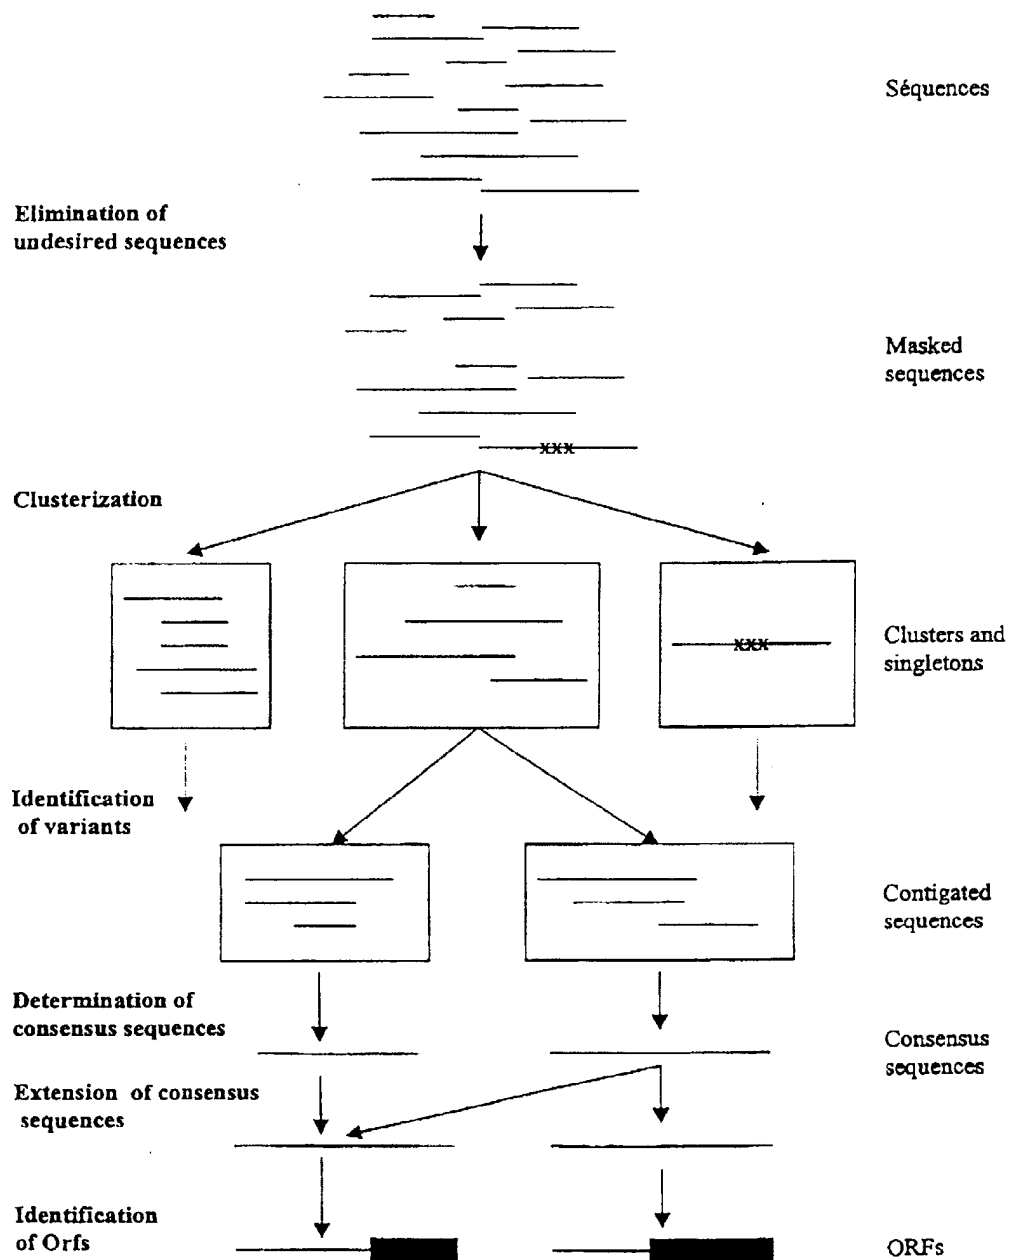 Séquences
Elimination of
undesired sequences
Masked
sequences
xxx
Clusterization
Clusters and
singletons
xxx
Identification
of variants
Contigated
sequences
Determination of
consensus sequences
Consensus
sequences
Extension of consensus
sequences
Identification
of Orfs
ORFs